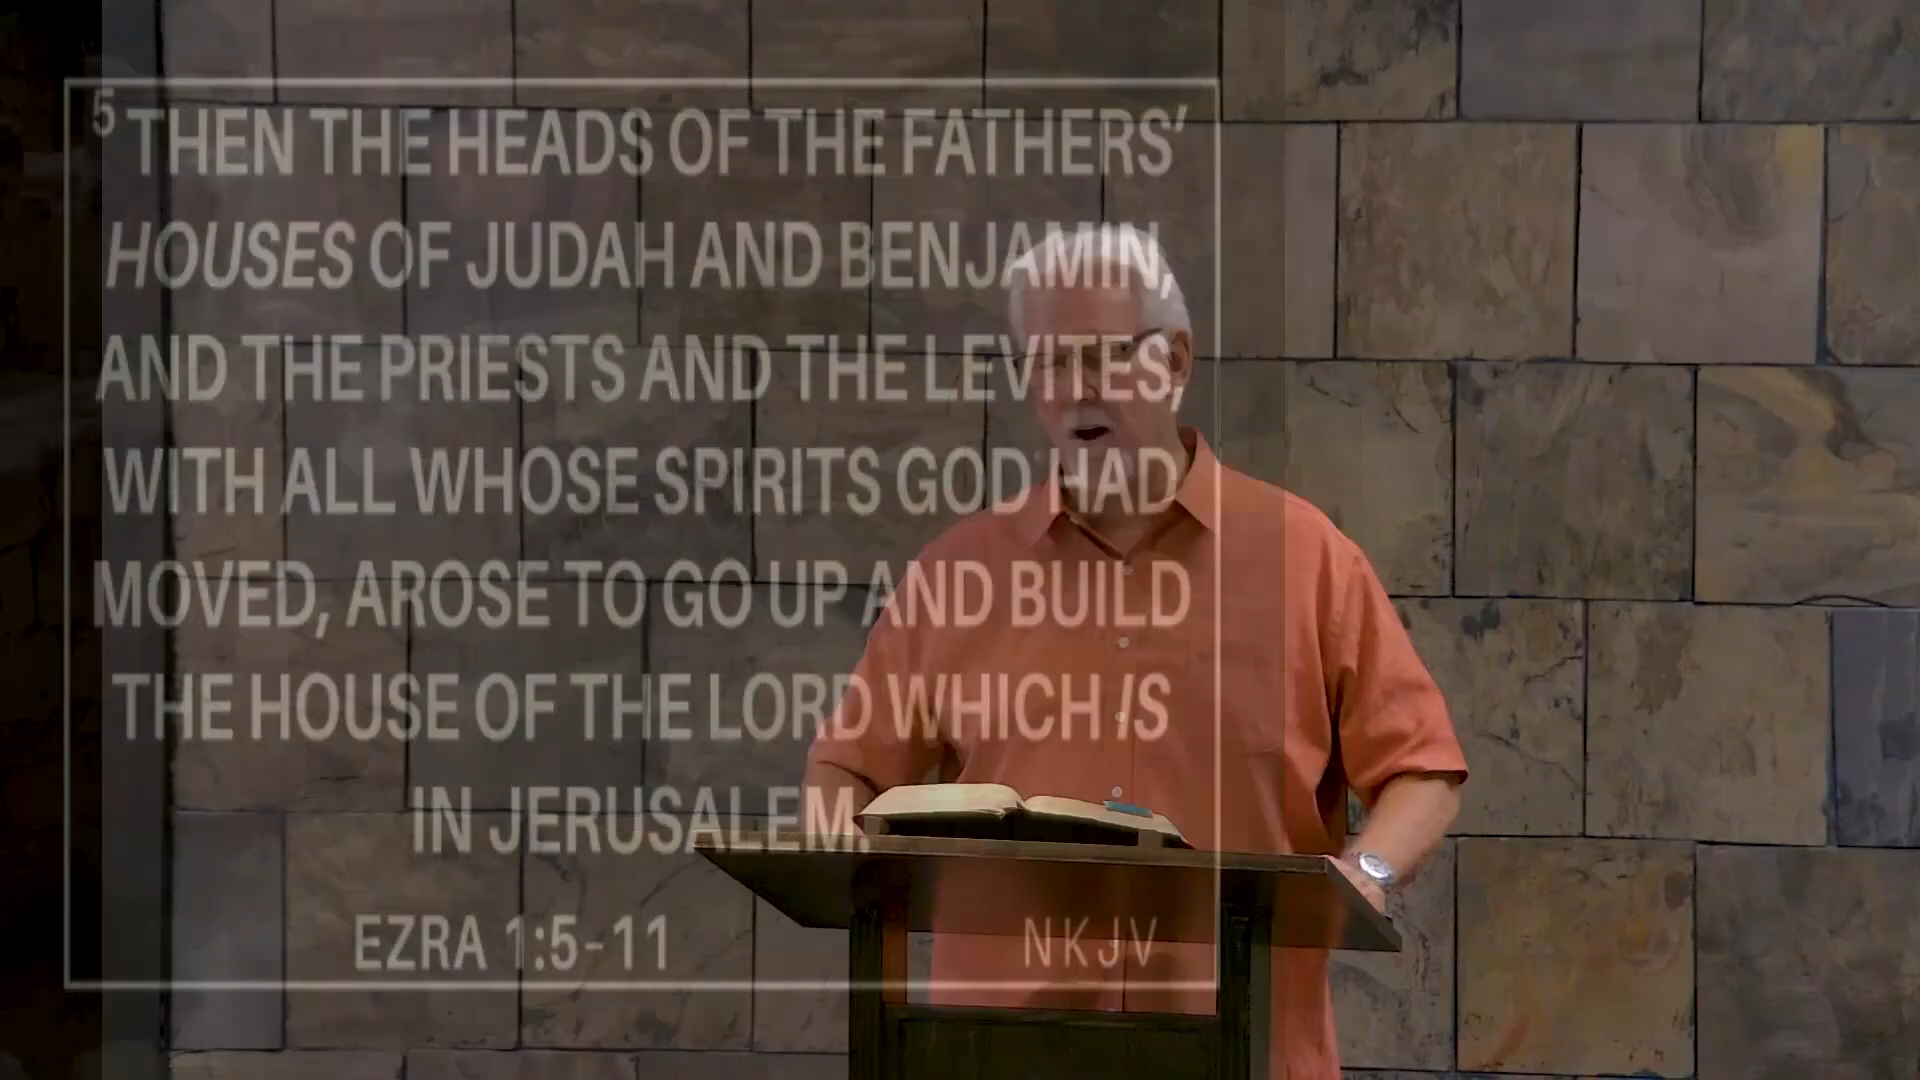 5 THEN THE HEADS OF THE FATHERS’
HOUSES OF JUDAH AND BENJAMIN,
AND THE PRIESTS AND THE LEVITES,
WITH ALL WHOSE SPIRITS GOD HAD
MOVED, AROSE TO GO UP AND BUILD
THE HOUSE OF THE LORD WHICH IS
IN JERUSALEM.
EZRA 1:5-11 NKJV